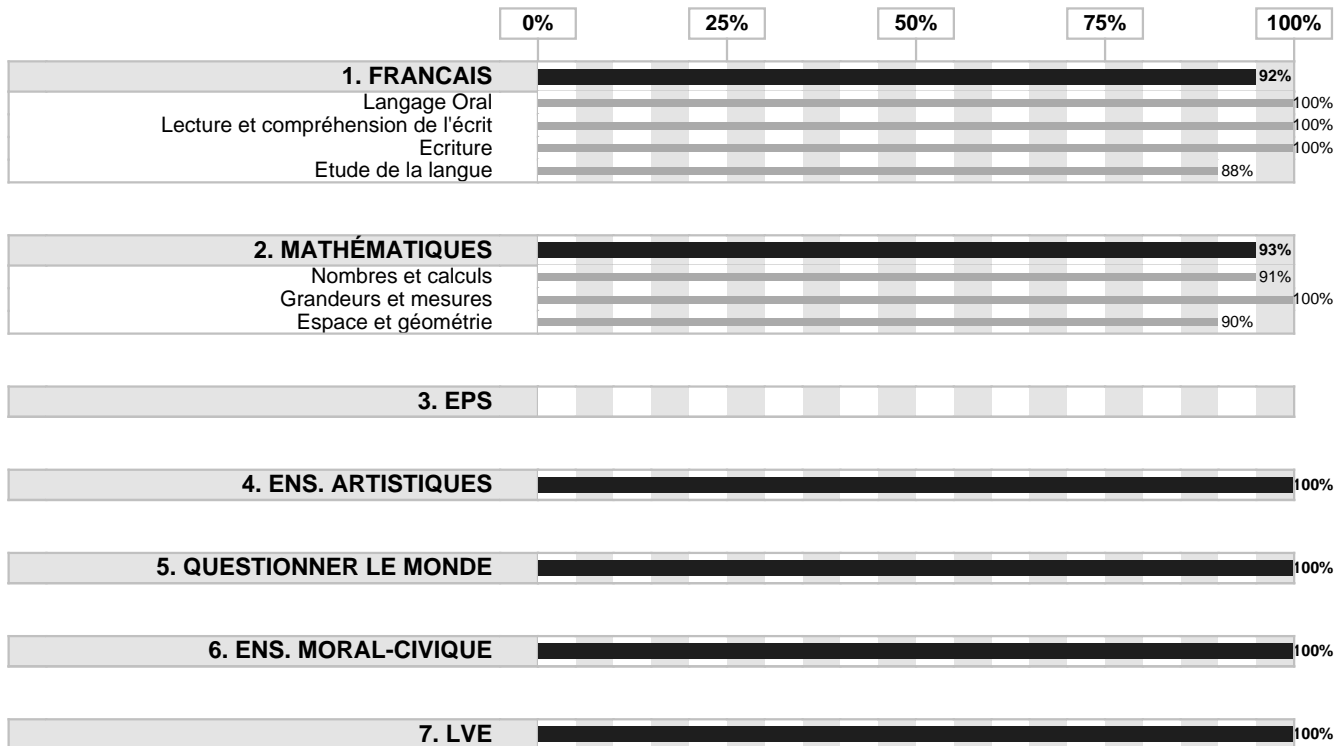 0% 25% 50% 75% 100%
1. FRANCAIS 92%
Langage Oral 100%
Lecture et compréhension de l'écrit 100%
Ecriture 100%
Etude de la langue 88%
2. MATHÉMATIQUES 93%
Nombres et calculs 91%
Grandeurs et mesures 100%
Espace et géométrie 90%
3. EPS
4. ENS. ARTISTIQUES 100%
5. QUESTIONNER LE MONDE 100%
6. ENS. MORAL-CIVIQUE 100%
7. LVE 100%